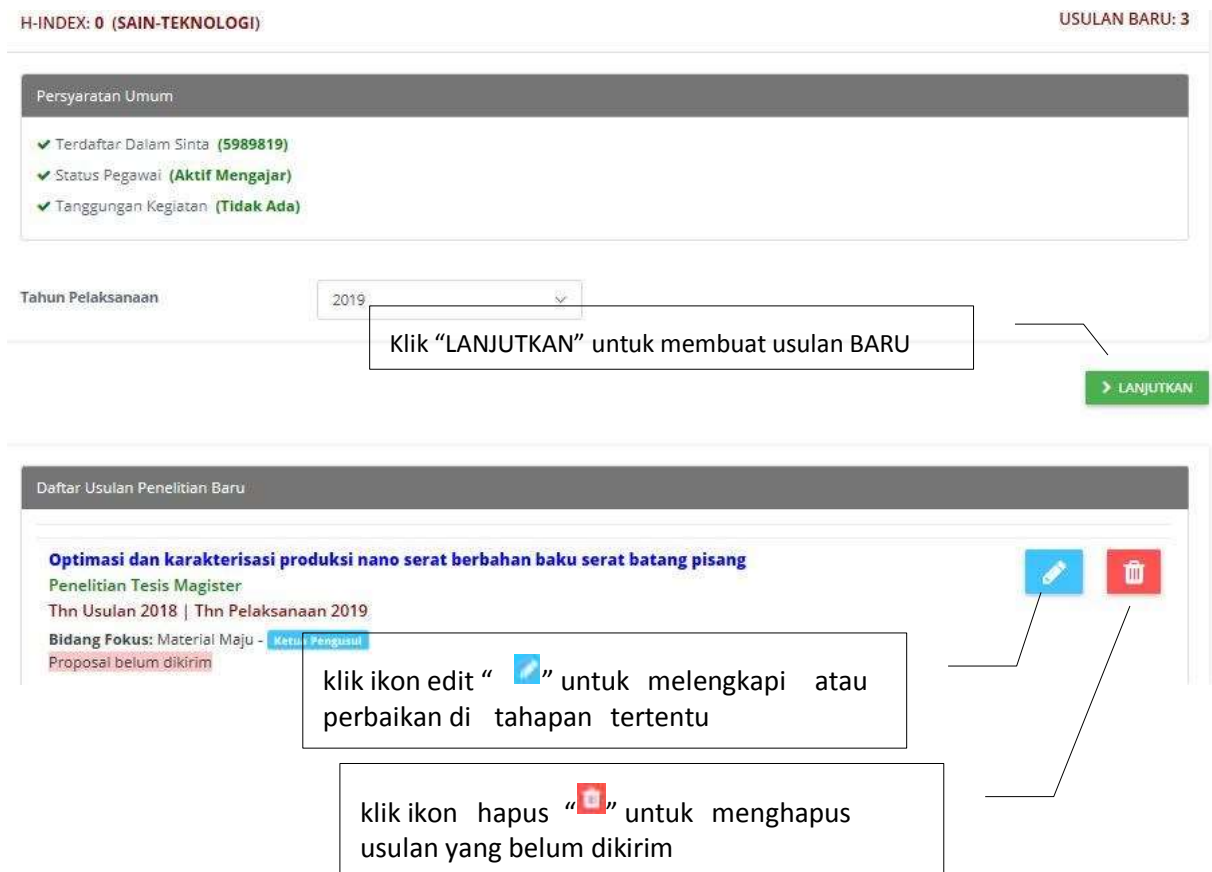 H-INDEX: 0 (SAIN-TEKNOLOGI)
USULAN BARU: 3
Persyaratan Umum
Terdaftar Dalam Sinta (5989819)
Status Pegawai (Aktif Mengajar)
Tanggungan Kegiatan (Tidak Ada)
Tahun Pelaksanaan
2019
Klik “LANJUTKAN” untuk membuat usulan BARU
LANJUTKAN
Daftar Usulan Penelitian Baru
Optimasi dan karakterisasi produksi nano serat berbahan baku serat batang pisang
Penelitian Tesis Magister
Thn Usulan 2018 | Thn Pelaksanaan 2019
Bidang Fokus: Material Maju - Ketua Pengusul
Proposal belum dikirim
klik ikon edit “ ” untuk melengkapi atau
perbaikan di tahapan tertentu
klik ikon hapus “ ” untuk menghapus
usulan yang belum dikirim